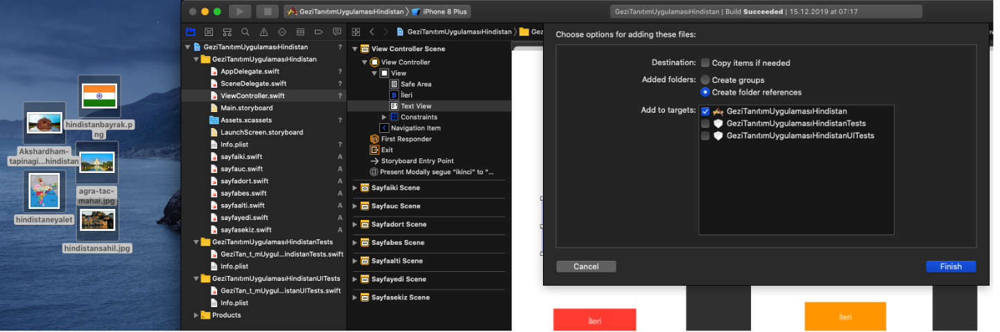 hindistanbayrak.p
ng
Akshardham-
tapinagi...hindistan
agra-tac-
mahai.jpg
hindistaneyalet
hindistansahil.jpg
GeziTanıtımUygulamasıHindistan
iPhone 8 Plus
GeziTanıtımUygulamasıHindistan | Build Succeeded | 15.12.2019 at 07:17
GeziTanıtımUygulamasıHindistan ?
GeziTanıtımUygulamasıHindistan
AppDelegate.swift ?
SceneDelegate.swift ?
ViewController.swift ?
Main.storyboard
Assets.xcassets ?
LaunchScreen.storyboard
Info.plist ?
sayfaiki.swift A
sayfauc.swift A
sayfadort.swift A
sayfabes.swift A
sayfaalti.swift A
sayfayedi.swift A
sayfasekiz.swift A
GeziTanıtımUygulamasıHindistanTests
GeziTan_t_mUygul...indistanTests.swift
Info.plist
GeziTanıtımUygulamasıHindistanUITests
GeziTan_t_mUygul...istanUITests.swift
Info.plist
Products
GeziTanıtımUygulamasıHindistan
Gez
View Controller Scene
View Controller
View
Safe Area
B İleri
Text View
Constraints
Navigation Item
First Responder
Exit
Storyboard Entry Point
Present Modally segue "ikinci" to "...
Sayfaiki Scene
Sayfauc Scene
Sayfadort Scene
Sayfabes Scene
Sayfaalti Scene
Sayfayedi Scene
Sayfasekiz Scene
Choose options for adding these files:
Destination: Copy items if needed
Added folders: Create groups
Create folder references
Add to targets: GeziTanıtımUygulamasıHindistan
GeziTanıtımUygulamasıHindistanTests
GeziTanıtımUygulamasıHindistanUITests
Cancel
Finish
İleri
İleri